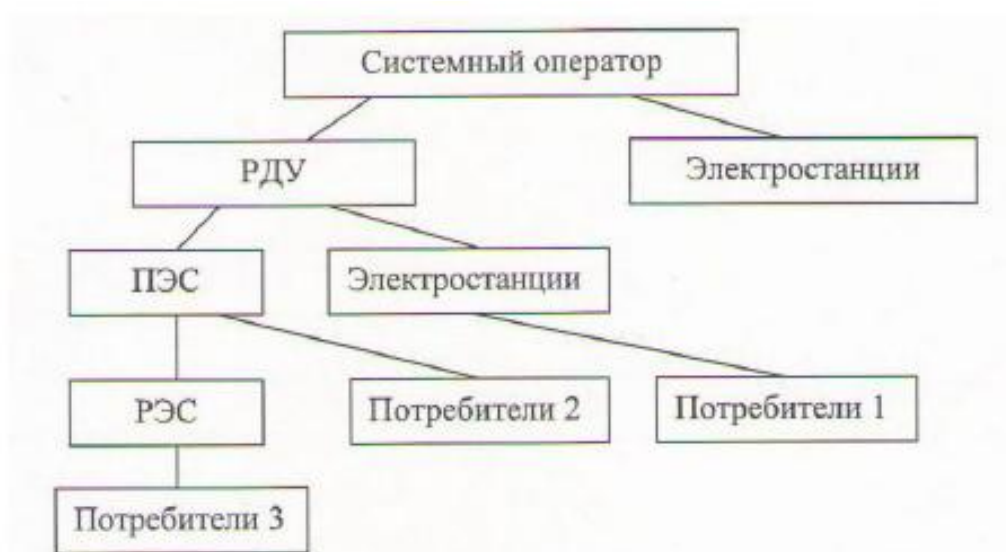 Системный оператор
РДУ
Электростанции
ПЭС
Электростанции
РЭС
Потребители 2
Потребители 1
Потребители 3